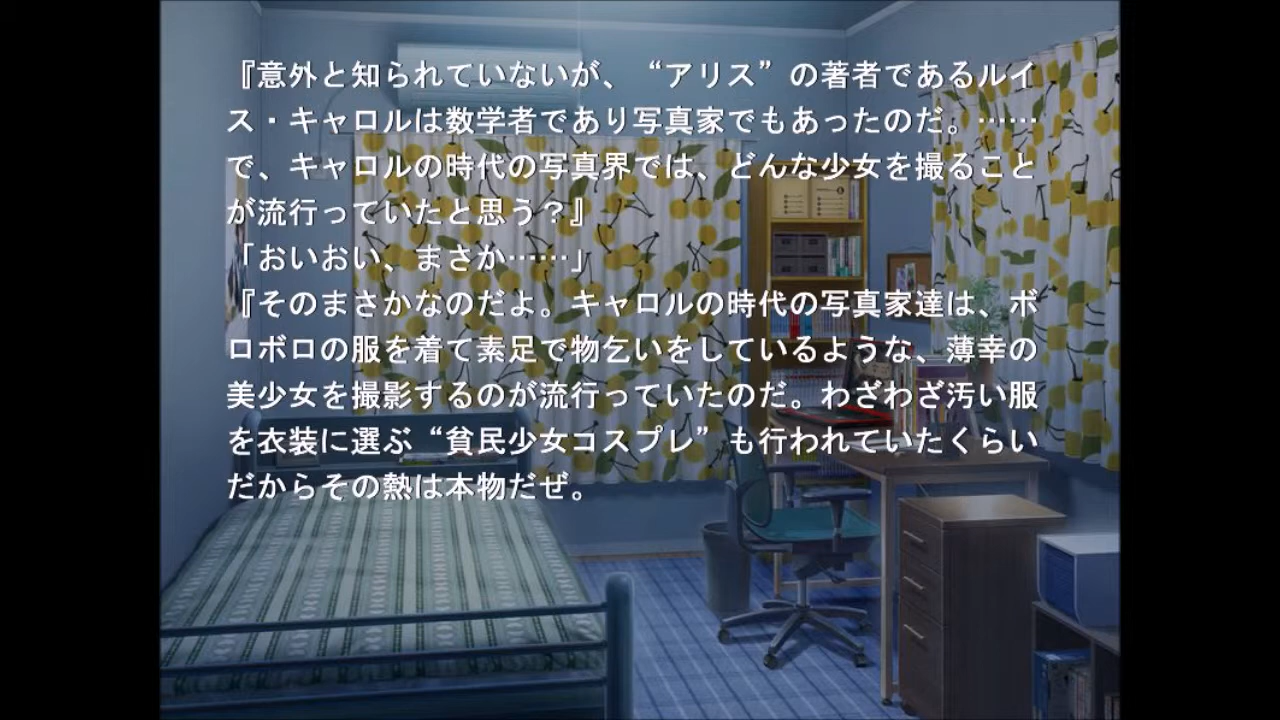 『意外と知られていないが、“アリス”の著者であるルイ
ス・キャロルは数学者であり写真家でもあったのだ。……
で、キャロルの時代の写真界では、どんな少女を撮ること
が流行っていたと思う？』
「おいおい、まさか……」
『そのまさかなのだよ。キャロルの時代の写真家達は、ボ
ロボロの服を着て素足で物乞いをしているような、薄幸の
美少女を撮影するのが流行っていたのだ。わざわざ汚い服
を衣装に選ぶ“貧民少女コスプレ”も行われていたくらい
だからその熱は本物だぜ。